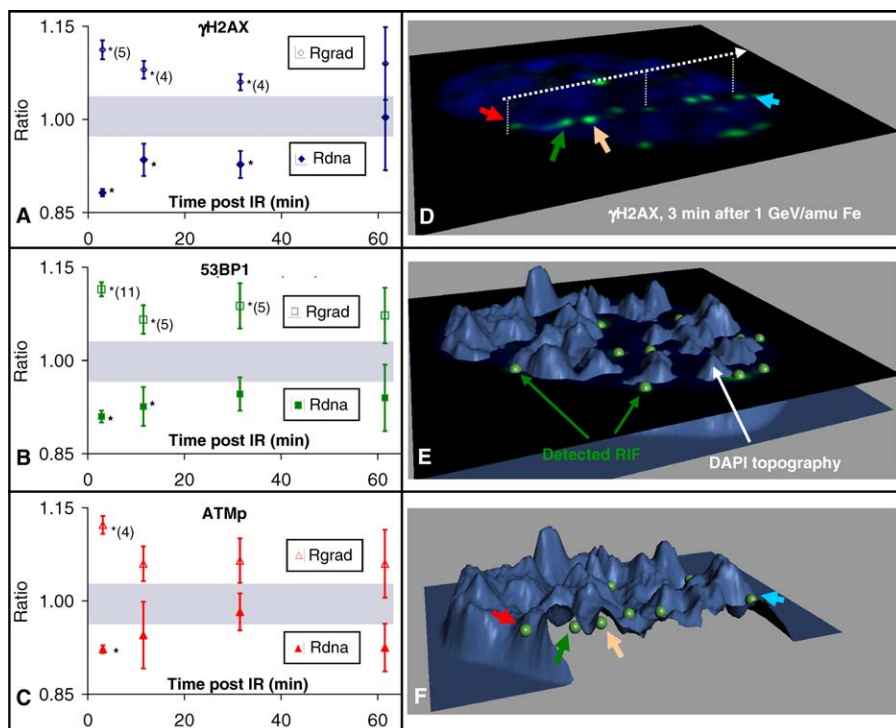 γH2AX
1.15
*(5)
*(4)
*(4)
Rgrad
1.00
Ratio
Rdna
*
*
*
Time post IR (min)
A
0.85
0
20
40
60
53BP1
1.15
*(11)
*(5)
*(5)
Rgrad
1.00
Ratio
Rdna
*
*
Time post IR (min)
B
0.85
0
20
40
60
ATMp
1.15
*(4)
Rgrad
1.00
Ratio
Rdna
*
Time post IR (min)
C
0.85
0
20
40
60
D
γH2AX, 3 min after 1 GeV/amu Fe
Detected RIF
DAPI topography
E
F